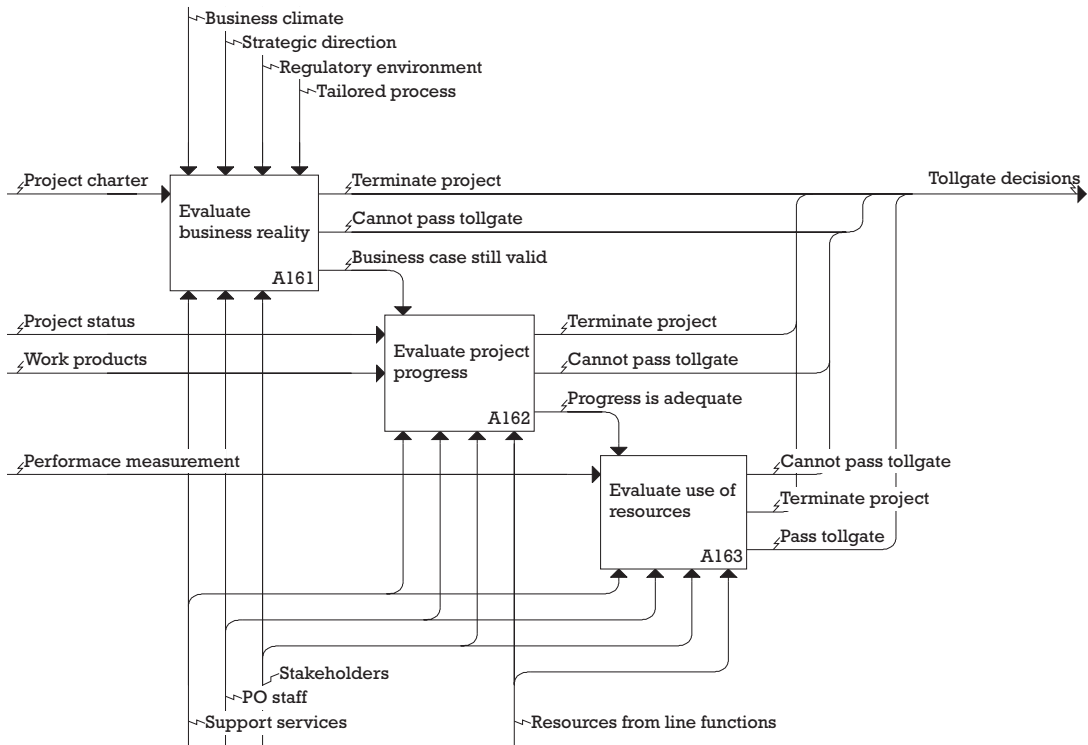 Business climate
Strategic direction
Regulatory environment
Tailored process
Project charter
Terminate project
Tollgate decisions
Evaluate
business reality
Cannot pass tollgate
Business case still valid
A161
Project status
Terminate project
Work products
Evaluate project
progress
Cannot pass tollgate
Progress is adequate
A162
Performace measurement
Cannot pass tollgate
Evaluate use of
resources
Terminate project
Pass tollgate
A163
Stakeholders
PO staff
Support services
Resources from line functions